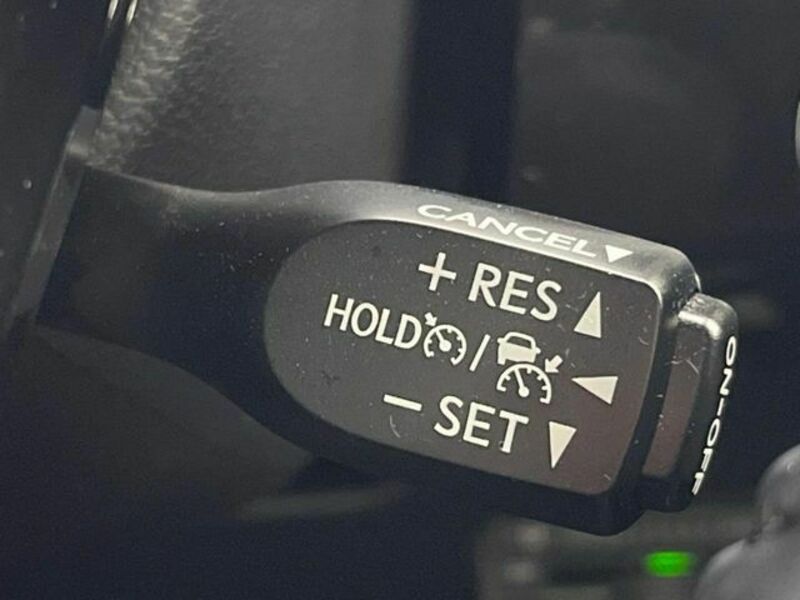 CANCEL▼
+ RES ▲
HOLD / ◀
− SET ▼
ON-OFF